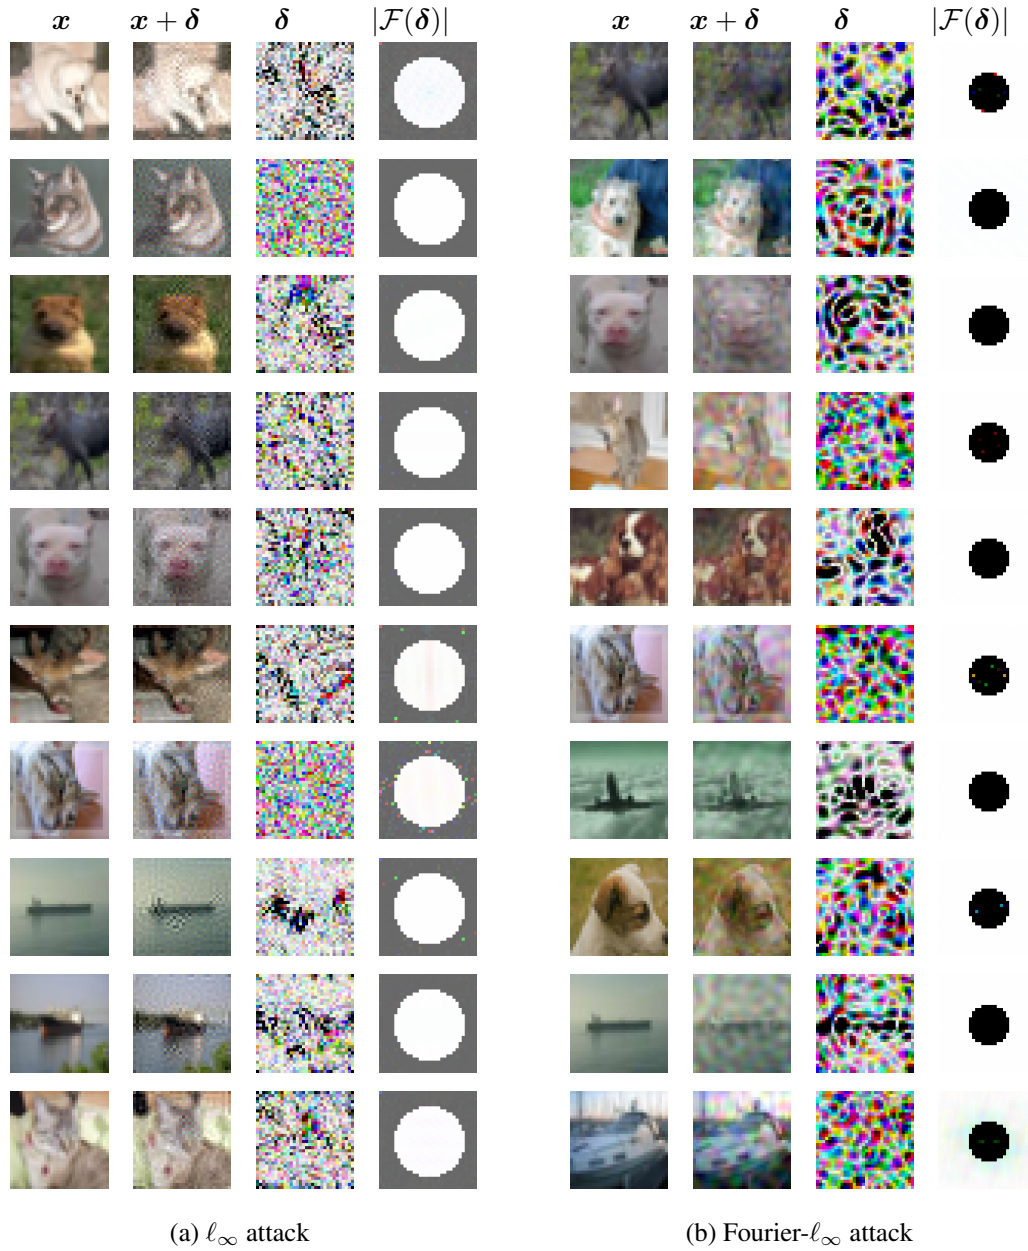 x x + δ δ |F(δ)| x x + δ δ |F(δ)|
(a) ℓ∞ attack (b) Fourier-ℓ∞ attack